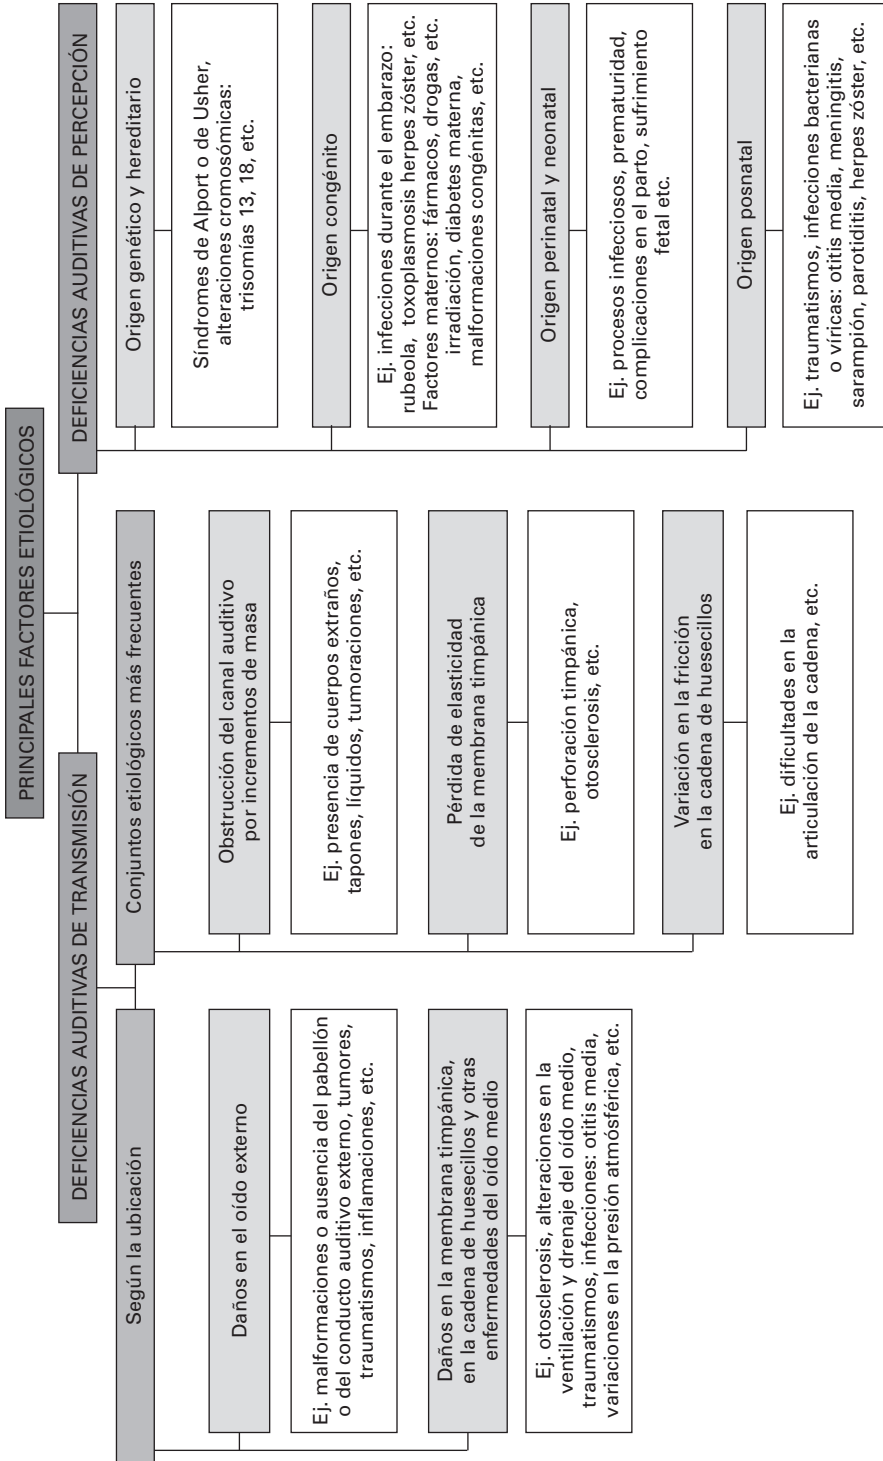 PRINCIPALES FACTORES ETIOLÓGICOS
DEFICIENCIAS AUDITIVAS DE TRANSMISIÓN
Según la ubicación
Daños en el oído externo
Ej. malformaciones o ausencia del pabellón
o del conducto auditivo externo, tumores,
traumatismos, inflamaciones, etc.
Daños en la membrana timpánica,
en la cadena de huesecillos y otras
enfermedades del oído medio
Ej. otosclerosis, alteraciones en la
ventilación y drenaje del oído medio,
traumatismos, infecciones: otitis media,
variaciones en la presión atmósférica, etc.
Conjuntos etiológicos más frecuentes
Obstrucción del canal auditivo
por incrementos de masa
Ej. presencia de cuerpos extraños,
tapones, líquidos, tumoraciones, etc.
Pérdida de elasticidad
de la membrana timpánica
Ej. perforación timpánica,
otosclerosis, etc.
Variación en la fricción
en la cadena de huesecillos
Ej. dificultades en la
articulación de la cadena, etc.
DEFICIENCIAS AUDITIVAS DE PERCEPCIÓN
Origen genético y hereditario
Síndromes de Alport o de Usher,
alteraciones cromosómicas:
trisomías 13, 18, etc.
Origen congénito
Ej. infecciones durante el embarazo:
rubeola, toxoplasmosis herpes zóster, etc.
Factores maternos: fármacos, drogas, etc.
irradiación, diabetes materna,
malformaciones congénitas, etc.
Origen perinatal y neonatal
Ej. procesos infecciosos, prematuridad,
complicaciones en el parto, sufrimiento
fetal etc.
Origen posnatal
Ej. traumatismos, infecciones bacterianas
o víricas: otitis media, meningitis,
sarampión, parotiditis, herpes zóster, etc.